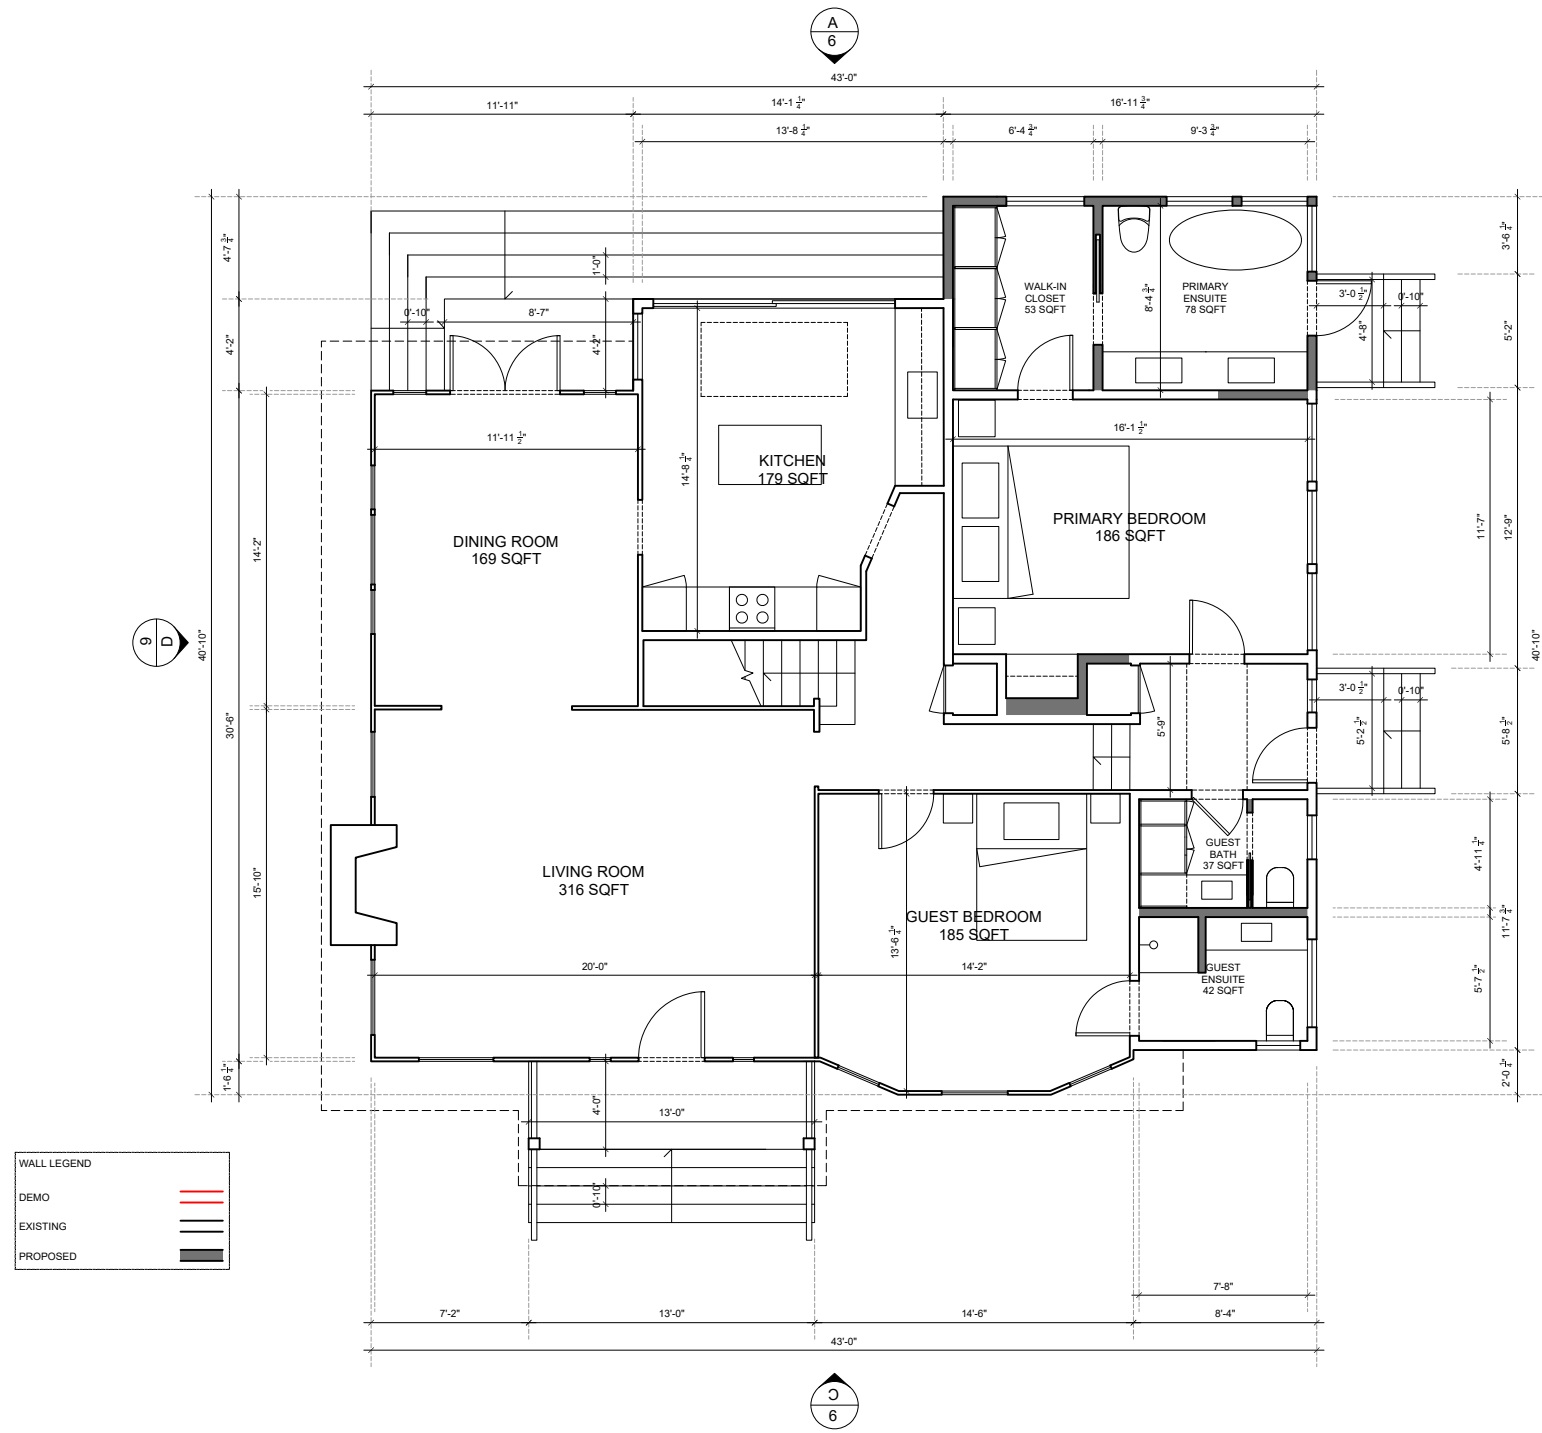 A
6
43'-0"
11'-11"
14'-1 1/4"
16'-11 3/4"
13'-8 1/4"
6'-4 3/4"
9'-3 3/4"
4'-7 3/4"
1'-0"
3'-6 1/4"
WALK-IN
CLOSET
53 SQFT
8'-4 3/4"
PRIMARY
ENSUITE
78 SQFT
3'-0 1/2"
0'-10"
0'-10"
8'-7"
4'-2"
4'-2"
4'-8"
5'-2"
11'-11 1/2"
16'-1 1/2"
KITCHEN
179 SQFT
14'-8 1/4"
PRIMARY BEDROOM
186 SQFT
DINING ROOM
169 SQFT
14'-2"
11'-7"
12'-9"
D
6
40'-10"
40'-10"
30'-6"
3'-0 1/2"
0'-10"
5'-9"
5'-2 1/2"
5'-8 1/2"
LIVING ROOM
316 SQFT
15'-10"
GUEST
BATH
37 SQFT
4'-11 1/4"
GUEST BEDROOM
185 SQFT
13'-6 1/4"
11'-7 3/4"
20'-0"
14'-2"
GUEST
ENSUITE
42 SQFT
5'-7 1/2"
1'-6 1/4"
2'-0 1/4"
4'-0"
13'-0"
0'-10"
WALL LEGEND
DEMO
EXISTING
PROPOSED
7'-8"
7'-2"
13'-0"
14'-6"
8'-4"
43'-0"
C
6